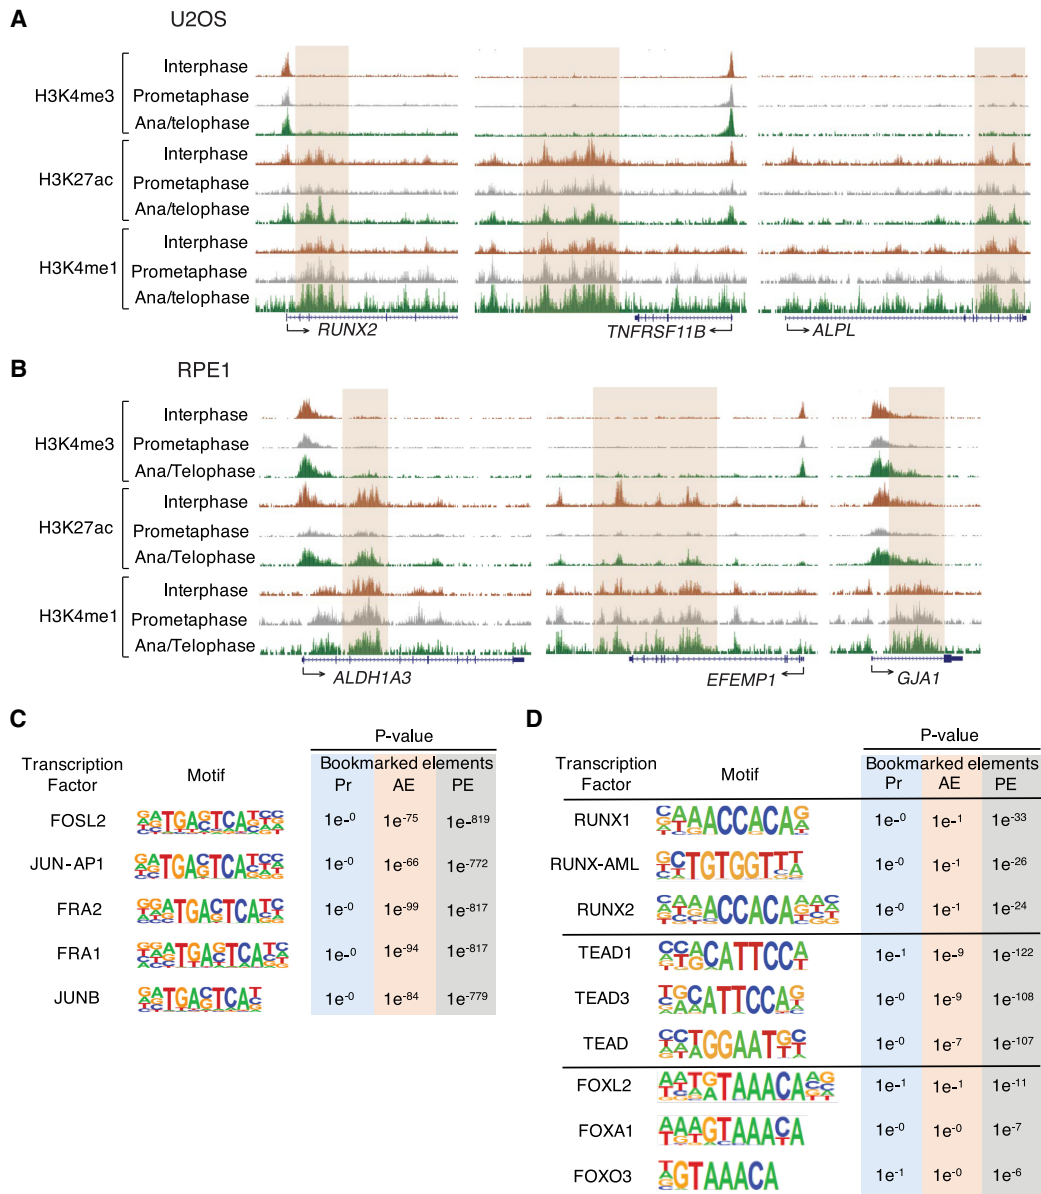 A
U2OS
H3K4me3
Interphase
Prometaphase
Ana/telophase
H3K27ac
Interphase
Prometaphase
Ana/telophase
H3K4me1
Interphase
Prometaphase
Ana/telophase
RUNX2
TNFRSF11B
ALPL
B
RPE1
H3K4me3
Interphase
Prometaphase
Ana/Telophase
H3K27ac
Interphase
Prometaphase
Ana/Telophase
H3K4me1
Interphase
Prometaphase
Ana/Telophase
ALDH1A3
EFEMP1
GJA1
C
P-value
Transcription Factor
Motif
Bookmarked elements
Pr AE PE
FOSL2 1e-0 1e-75 1e-819
JUN-AP1 1e-0 1e-66 1e-772
FRA2 1e-0 1e-99 1e-817
FRA1 1e-0 1e-94 1e-817
JUNB 1e-0 1e-84 1e-779
D
P-value
Transcription Factor
Motif
Bookmarked elements
Pr AE PE
RUNX1 1e-0 1e-1 1e-33
RUNX-AML 1e-0 1e-1 1e-26
RUNX2 1e-0 1e-1 1e-24
TEAD1 1e-1 1e-9 1e-122
TEAD3 1e-0 1e-9 1e-108
TEAD 1e-0 1e-7 1e-107
FOXL2 1e-1 1e-1 1e-11
FOXA1 1e-0 1e-0 1e-7
FOXO3 1e-1 1e-0 1e-6